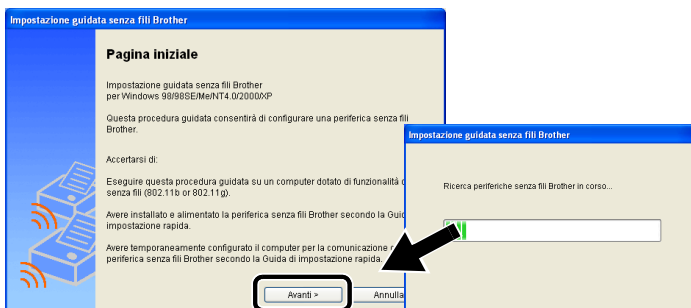 Impostazione guidata senza fili Brother
Pagina iniziale
Impostazione guidata senza fili Brother
per Windows 98/98SE/Me/NT4.0/2000/XP
Questa procedura guidata consentirà di configurare una periferica senza fili
Brother.
Accertarsi di:
Eseguire questa procedura guidata su un computer dotato di funzionalità
senza fili (802.11b or 802.11g).
Avere installato e alimentato la periferica senza fili Brother secondo la
impostazione rapida.
Avere temporaneamente configurato il computer per la comunicazione
periferica senza fili Brother secondo la Guida di impostazione rapida.
Avanti >
Annulla
Impostazione guidata senza fili Brother
Ricerca periferiche senza fili Brother in corso...